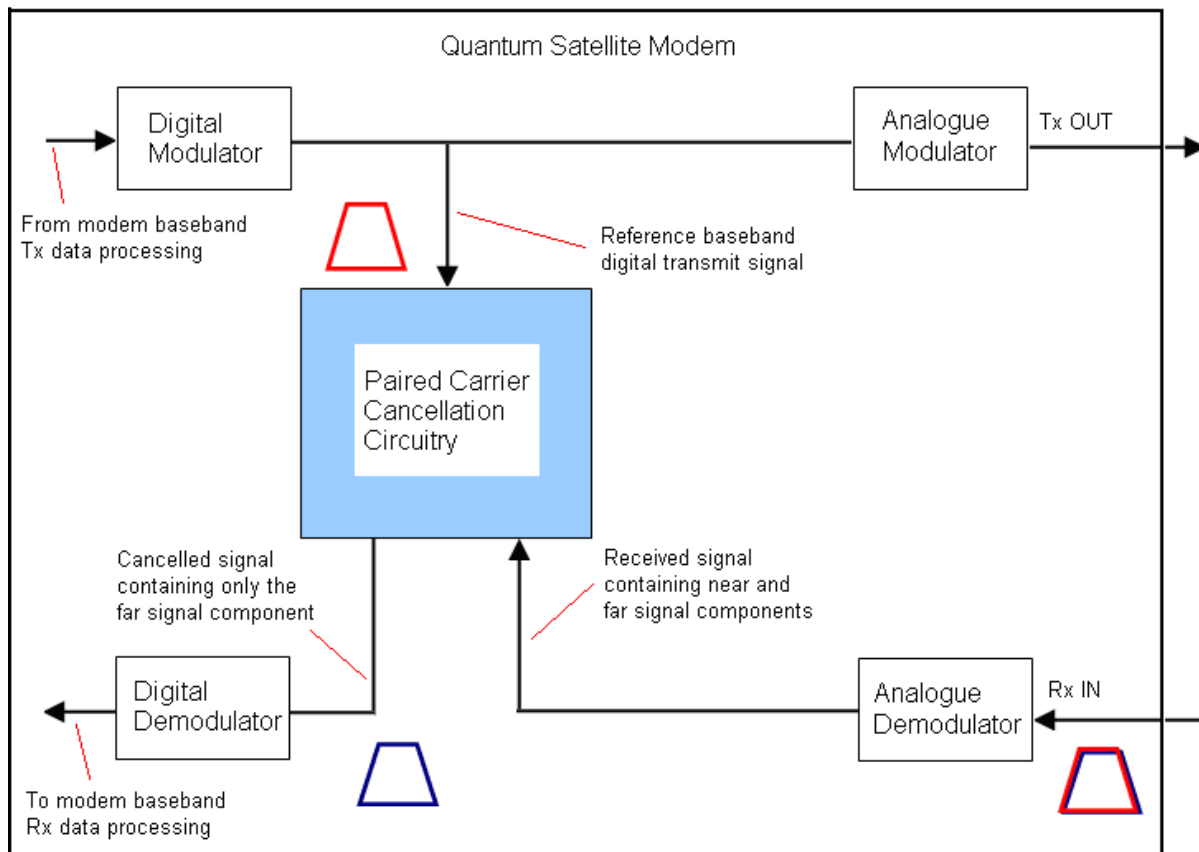 Quantum Satellite Modem
Digital
Modulator
Analogue
Modulator
Tx OUT
From modem baseband
Tx data processing
Reference baseband
digital transmit signal
Paired Carrier
Cancellation
Circuitry
Cancelled signal
containing only the
far signal component
Received signal
containing near and
far signal components
Digital
Demodulator
Analogue
Demodulator
Rx IN
To modem baseband
Rx data processing